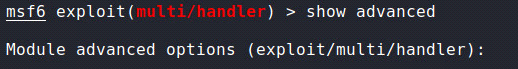 msf6 exploit(multi/handler) > show advanced
Module advanced options (exploit/multi/handler):